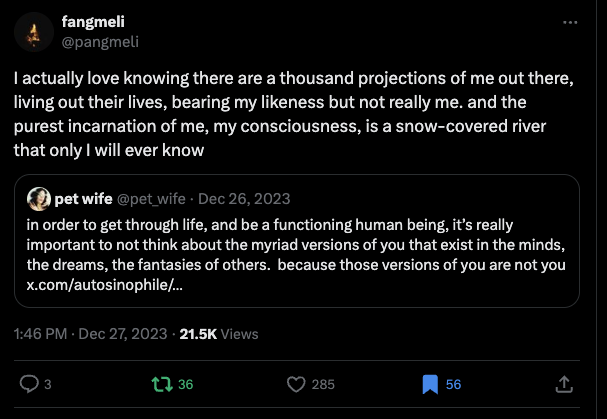 fangmeli
@pangmeli
I actually love knowing there are a thousand projections of me out there,
living out their lives, bearing my likeness but not really me. and the
purest incarnation of me, my consciousness, is a snow-covered river
that only I will ever know
pet wife @pet_wife · Dec 26, 2023
in order to get through life, and be a functioning human being, it's really
important to not think about the myriad versions of you that exist in the minds,
the dreams, the fantasies of others.  because those versions of you are not you
x.com/autosinophile/...
1:46 PM · Dec 27, 2023 · 21.5K Views
3 36 285 56